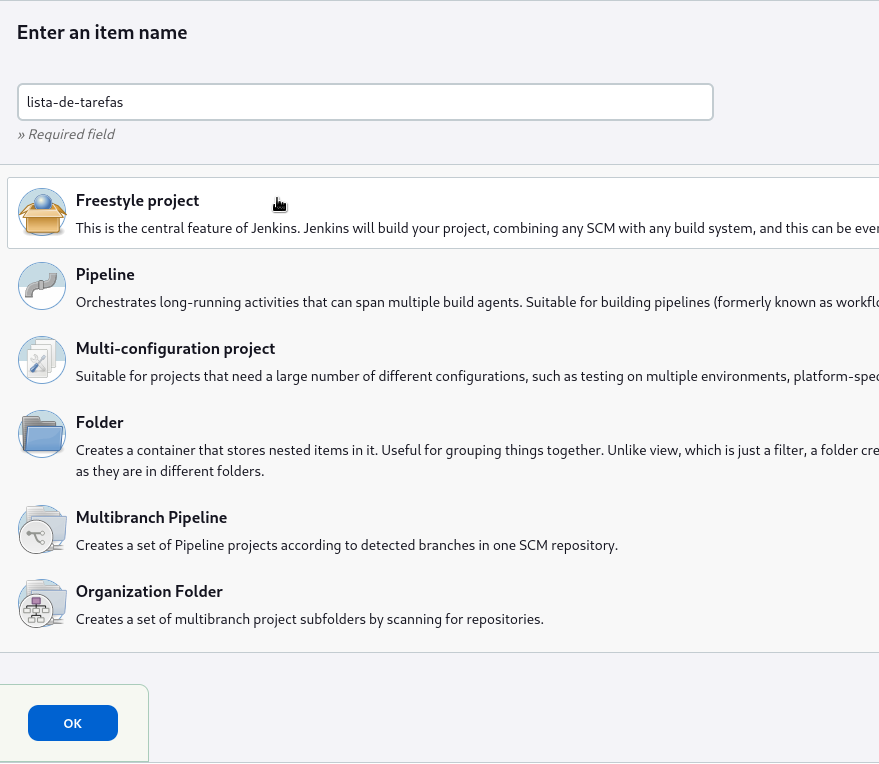 Enter an item name
lista-de-tarefas
» Required field
Freestyle project
This is the central feature of Jenkins. Jenkins will build your project, combining any SCM with any build system, and this can be
Pipeline
Orchestrates long-running activities that can span multiple build agents. Suitable for building pipelines (formerly known as
Multi-configuration project
Suitable for projects that need a large number of different configurations, such as testing on multiple environments,
Folder
Creates a container that stores nested items in it. Useful for grouping things together. Unlike view, which is just a filter, a folder
as they are in different folders.
Multibranch Pipeline
Creates a set of Pipeline projects according to detected branches in one SCM repository.
Organization Folder
Creates a set of multibranch project subfolders by scanning for repositories.
OK